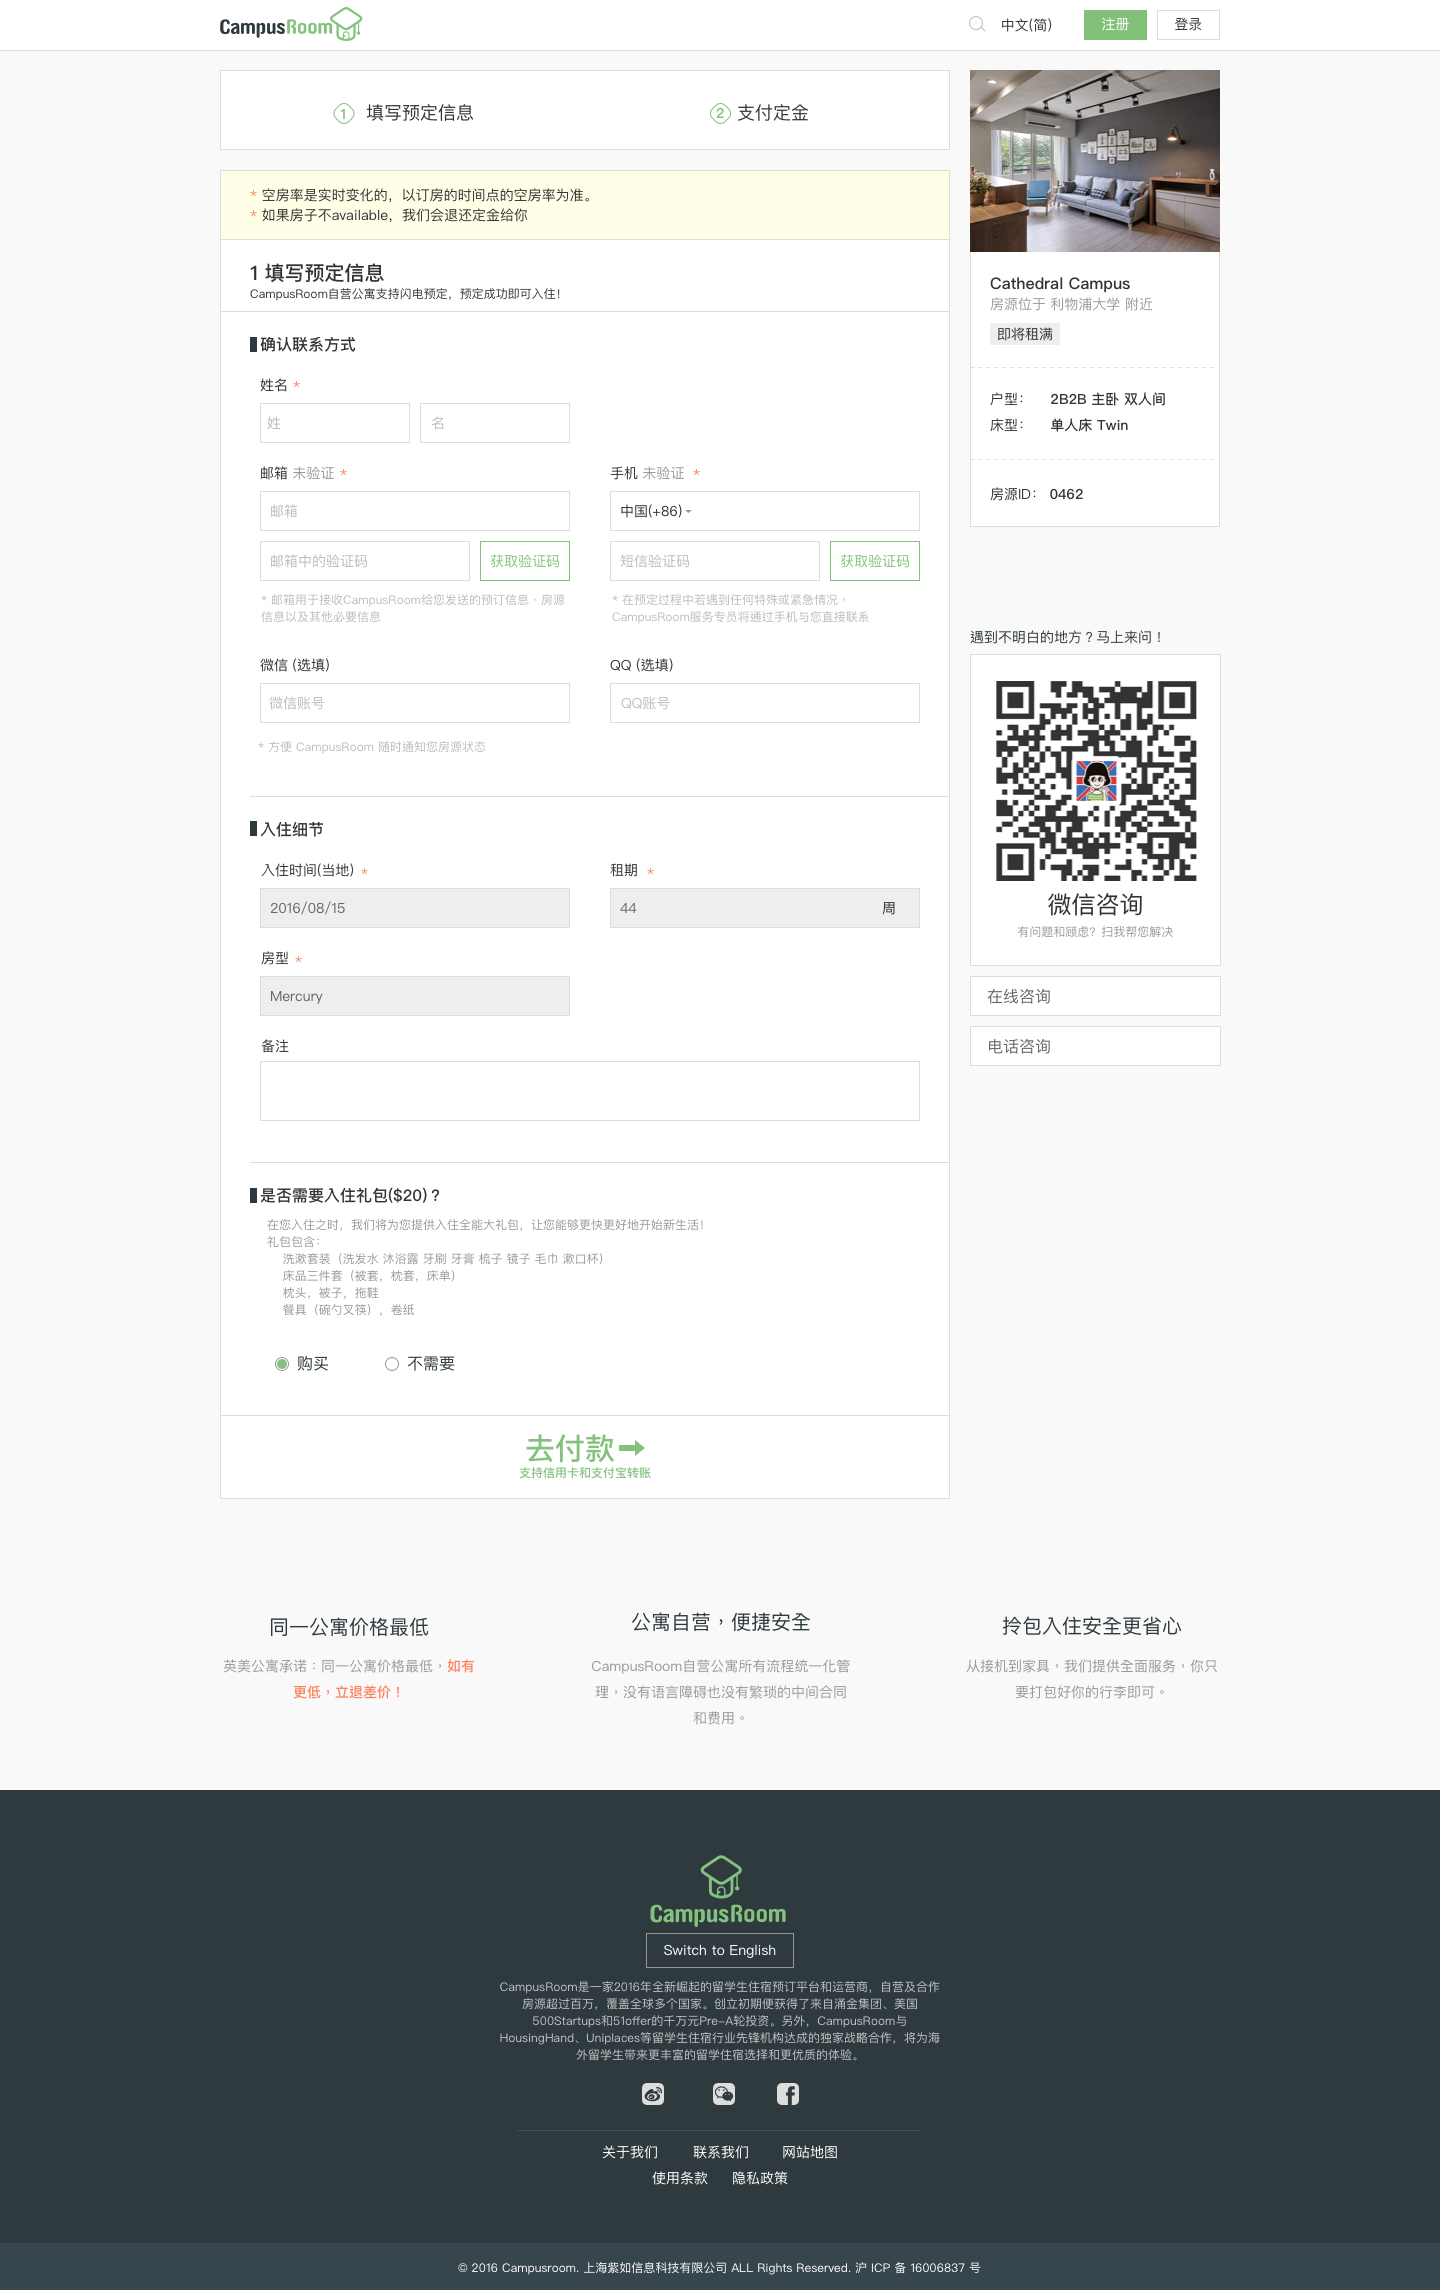 CampusRoom
中文(简)
注册
登录
1 填写预定信息
2 支付定金
* 空房率是实时变化的，以订房的时间点的空房率为准。
* 如果房子不available，我们会退还定金给你
1 填写预定信息
CampusRoom自营公寓支持闪电预定，预定成功即可入住！
确认联系方式
姓名 *
姓
名
邮箱 未验证 *
手机 未验证 *
邮箱
中国(+86)
邮箱中的验证码
获取验证码
短信验证码
获取验证码
* 邮箱用于接收CampusRoom给您发送的预订信息、房源
信息以及其他必要信息
* 在预定过程中若遇到任何特殊或紧急情况，
CampusRoom服务专员将通过手机与您直接联系
微信 (选填)
QQ (选填)
微信账号
QQ账号
* 方便 CampusRoom 随时通知您房源状态
入住细节
入住时间(当地) *
租期 *
2016/08/15
44
周
房型 *
Mercury
备注
是否需要入住礼包($20)？
在您入住之时，我们将为您提供入住全能大礼包，让您能够更快更好地开始新生活！
礼包包含：
洗漱套装（洗发水 沐浴露 牙刷 牙膏 梳子 镜子 毛巾 漱口杯）
床品三件套（被套，枕套，床单）
枕头，被子，拖鞋
餐具（碗勺叉筷），卷纸
购买
不需要
去付款
支持信用卡和支付宝转账
Cathedral Campus
房源位于 利物浦大学 附近
即将租满
户型： 2B2B 主卧 双人间
床型： 单人床 Twin
房源ID： 0462
遇到不明白的地方？马上来问！
微信咨询
有问题和顾虑？扫我帮您解决
在线咨询
电话咨询
同一公寓价格最低
英美公寓承诺：同一公寓价格最低，如有
更低，立退差价！
公寓自营，便捷安全
CampusRoom自营公寓所有流程统一化管
理，没有语言障碍也没有繁琐的中间合同
和费用。
拎包入住安全更省心
从接机到家具，我们提供全面服务，你只
要打包好你的行李即可。
CampusRoom
Switch to English
CampusRoom是一家2016年全新崛起的留学生住宿预订平台和运营商，自营及合作
房源超过百万，覆盖全球多个国家。创立初期便获得了来自涌金集团、美国
500Startups和51offer的千万元Pre-A轮投资。另外，CampusRoom与
HousingHand、Uniplaces等留学生住宿行业先锋机构达成的独家战略合作，将为海
外留学生带来更丰富的留学住宿选择和更优质的体验。
关于我们
联系我们
网站地图
使用条款
隐私政策
© 2016 Campusroom. 上海紫如信息科技有限公司 ALL Rights Reserved. 沪 ICP 备 16006837 号